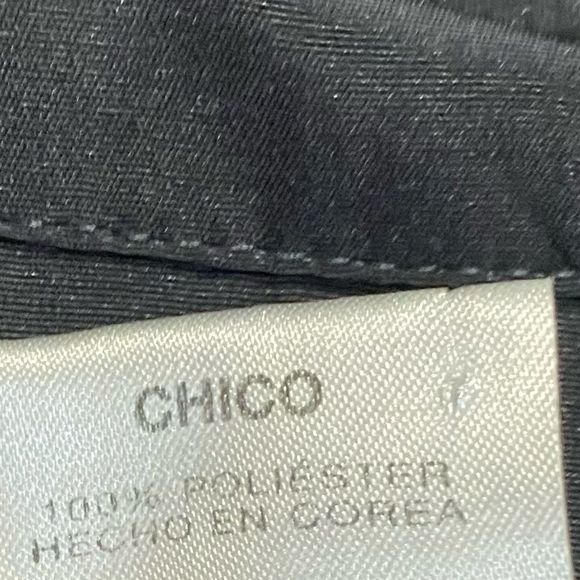 CHICO
100% POLIÉSTER
HECHO EN COREA